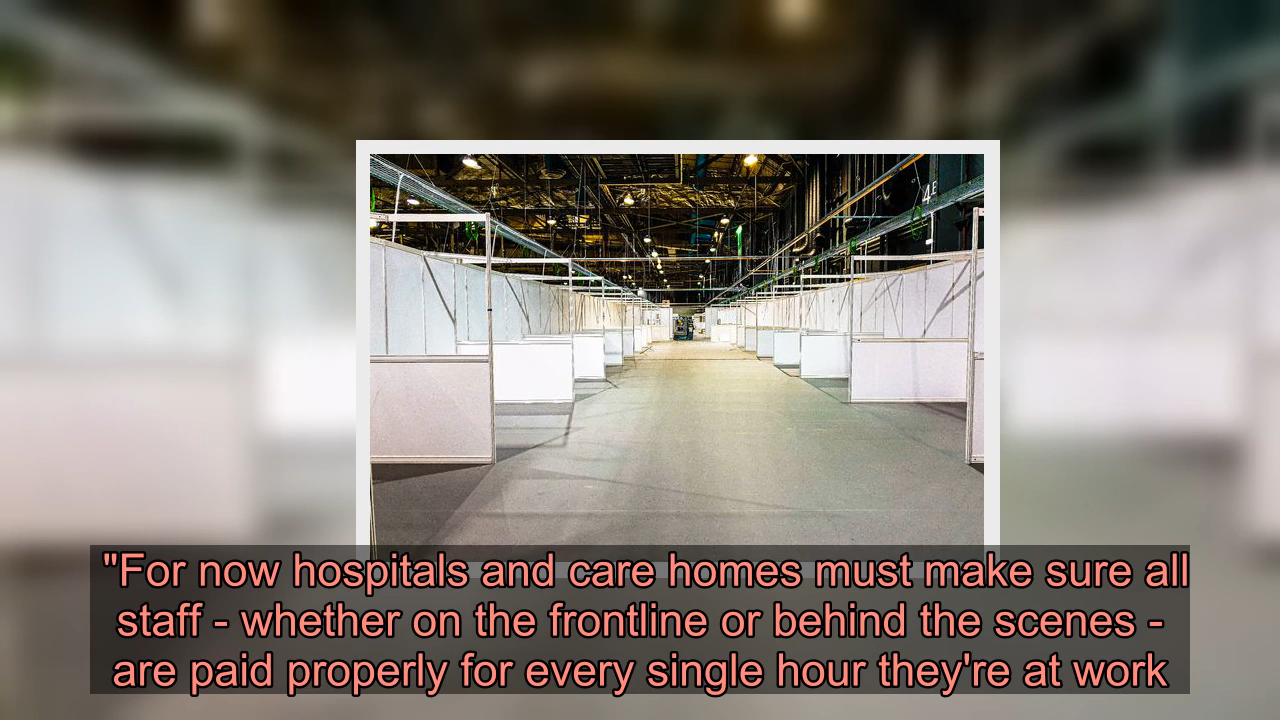 4E
"For now hospitals and care homes must make sure all
staff - whether on the frontline or behind the scenes -
are paid properly for every single hour they're at work